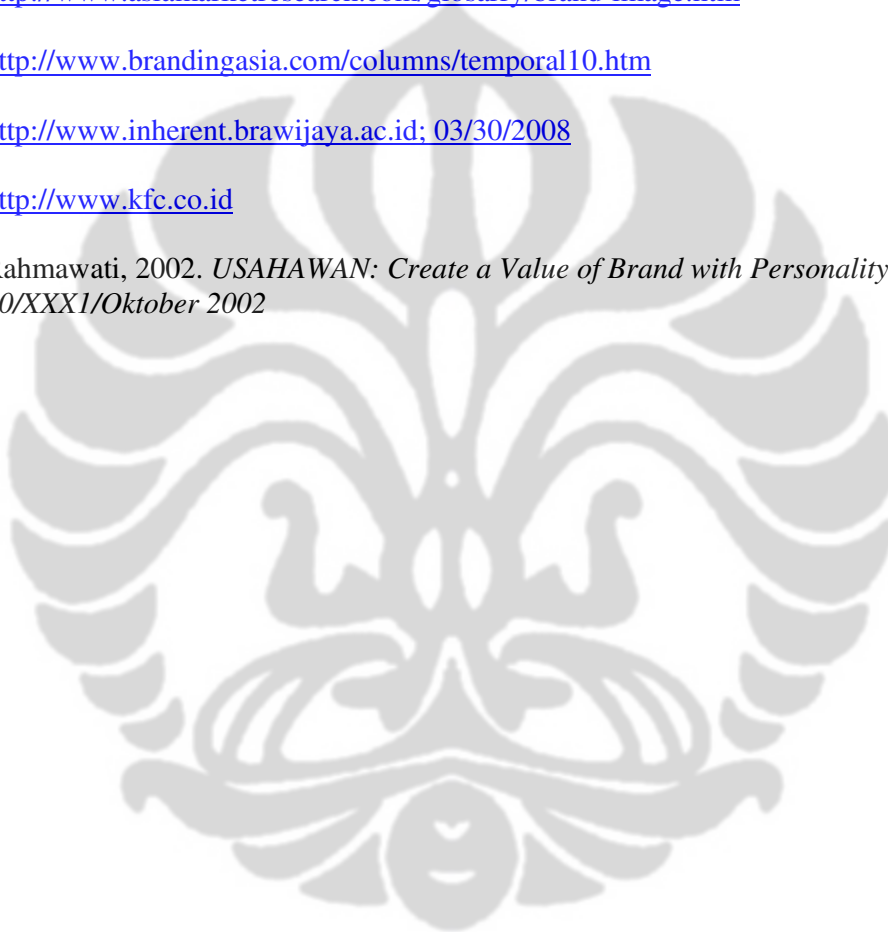 ttp://www.brandingasia.com/columns/temporal10.htm
ttp://www.inherent.brawijaya.ac.id; 03/30/2008
ttp://www.kfc.co.id
Rahmawati, 2002. USAHAWAN: Create a Value of Brand with Personality
0/XXX1/Oktober 2002